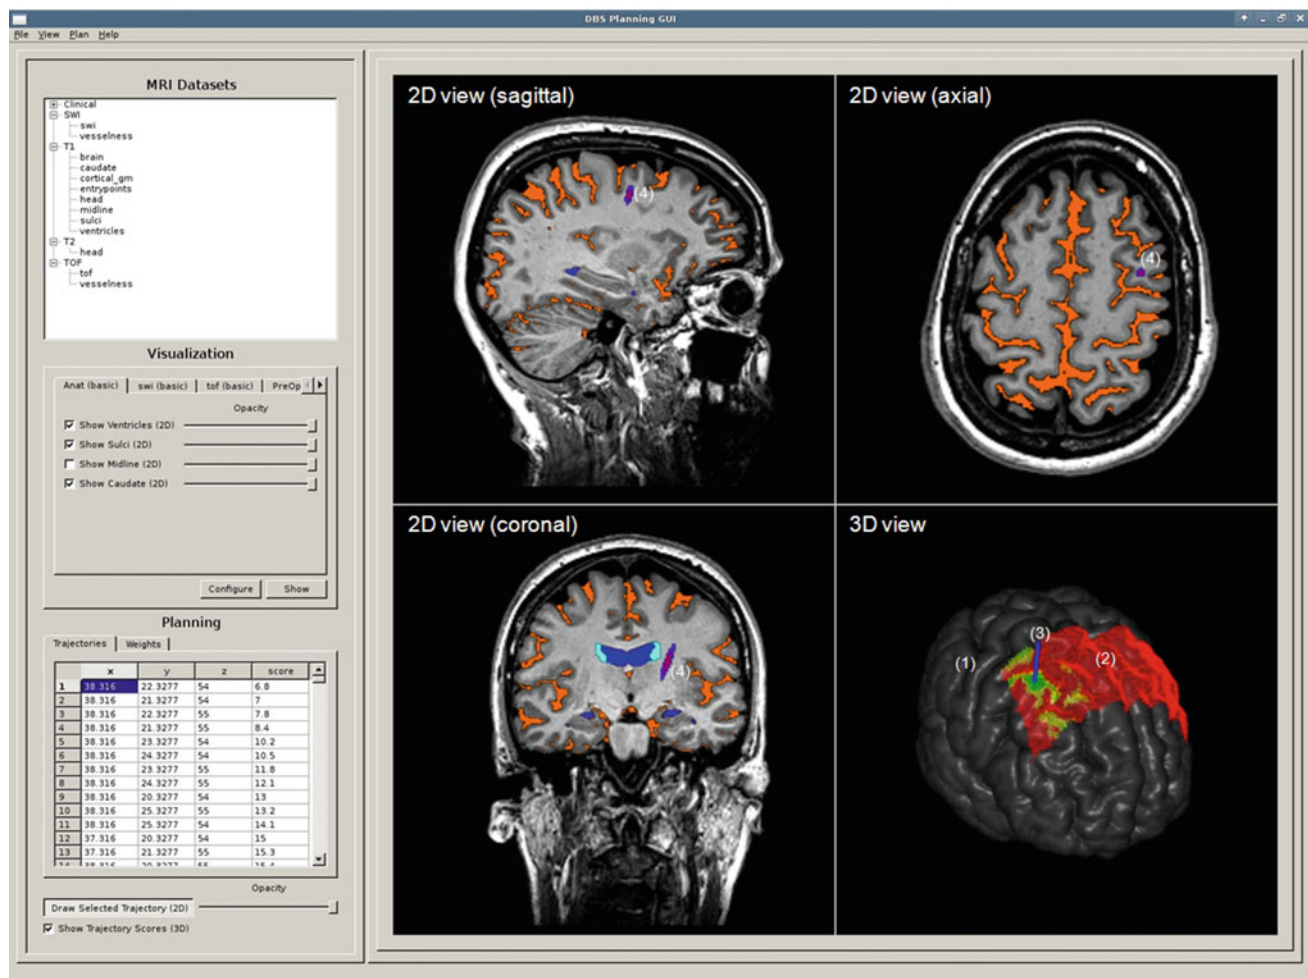 DBS Planning GUI
File View Plan Help
MRI Datasets
Clinical
SWI
swi
vesselness
T1
brain
caudate
cortical_gm
entrypoints
head
midline
sulci
ventricles
T2
head
TOF
tof
vesselness
Visualization
Anat (basic) swi (basic) tof (basic) PreOp
Opacity
Show Ventricles (2D)
Show Sulci (2D)
Show Midline (2D)
Show Caudate (2D)
Configure Show
Planning
Trajectories Weights
x y z score
1 38.316 22.3277 54 6.8
2 38.316 21.3277 54 7
3 38.316 22.3277 55 7.8
4 38.316 21.3277 55 8.4
5 38.316 23.3277 54 10.2
6 38.316 24.3277 54 10.5
7 38.316 23.3277 55 11.8
8 38.316 24.3277 55 12.1
9 38.316 20.3277 54 13
10 38.316 25.3277 55 13.2
11 38.316 25.3277 54 14.1
12 37.316 20.3277 54 15
13 37.316 21.3277 55 15.3
Opacity
Draw Selected Trajectory (2D)
Show Trajectory Scores (3D)
2D view (sagittal)
(4)
2D view (axial)
(4)
2D view (coronal)
(4)
3D view
(1)
(3)
(2)